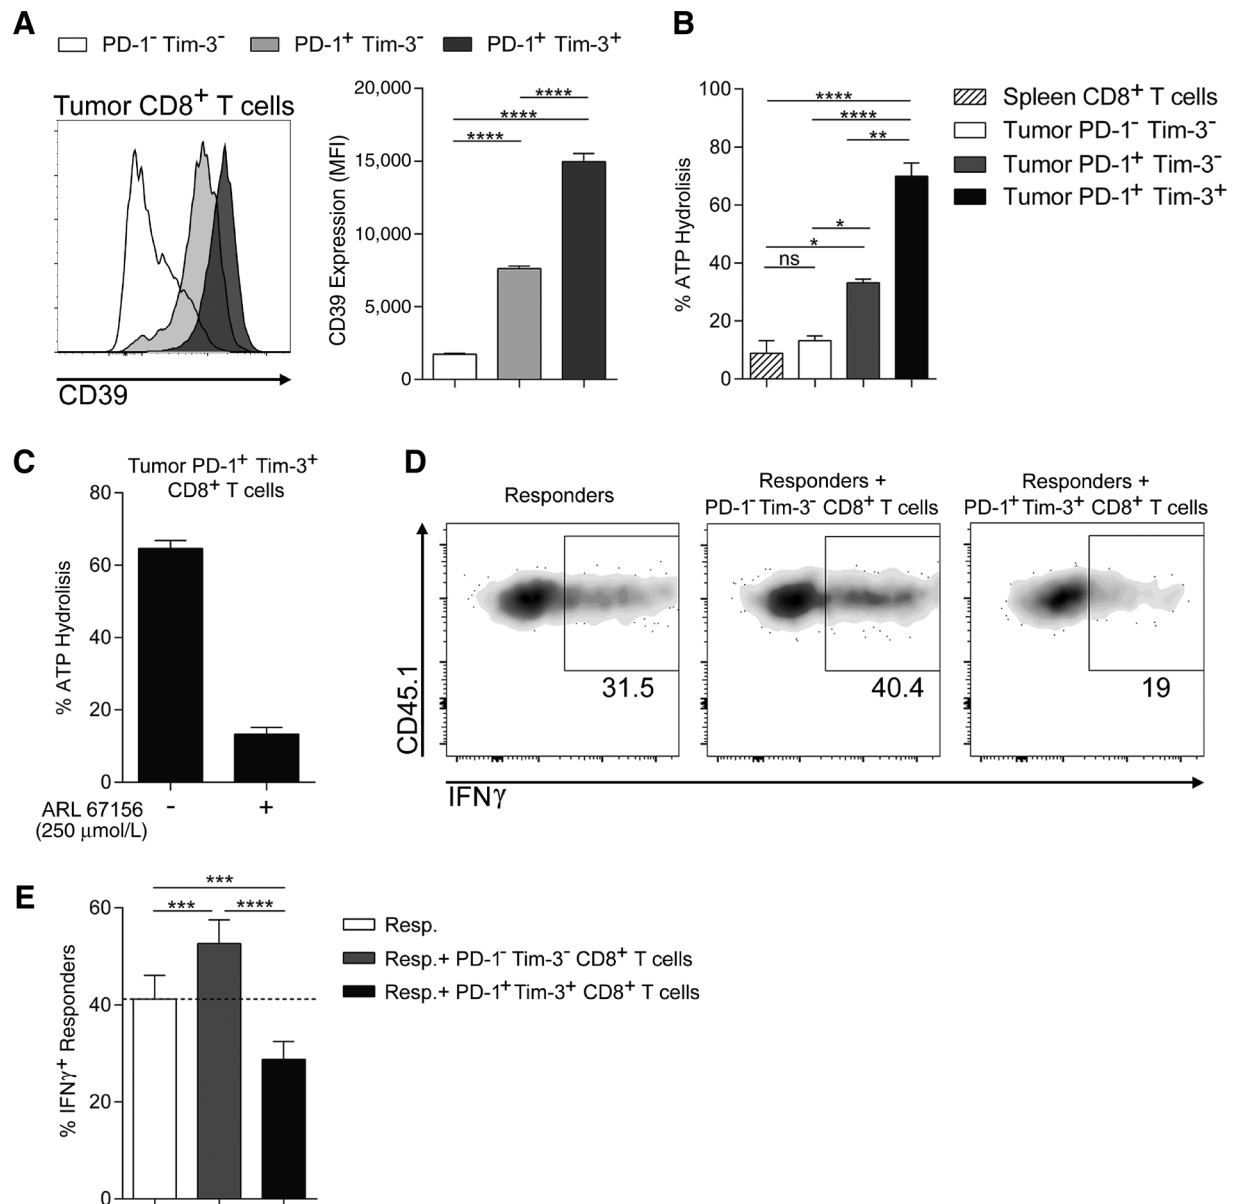 A
PD-1⁻ Tim-3⁻
PD-1⁺ Tim-3⁻
PD-1⁺ Tim-3⁺
Tumor CD8⁺ T cells
CD39
CD39 Expression (MFI)
20,000
15,000
10,000
5,000
0
****
****
****
B
% ATP Hydrolisis
100
80
60
40
20
0
****
****
**
*
*
ns
Spleen CD8⁺ T cells
Tumor PD-1⁻ Tim-3⁻
Tumor PD-1⁺ Tim-3⁻
Tumor PD-1⁺ Tim-3⁺
C
Tumor PD-1⁺ Tim-3⁺
CD8⁺ T cells
% ATP Hydrolisis
80
60
40
20
0
ARL 67156 - +
(250 μmol/L)
D
Responders
Responders +
PD-1⁻ Tim-3⁻ CD8⁺ T cells
Responders +
PD-1⁺ Tim-3⁺ CD8⁺ T cells
CD45.1
31.5
40.4
19
IFNγ
E
% IFNγ⁺ Responders
60
40
20
0
***
***
****
Resp.
Resp.+ PD-1⁻ Tim-3⁻ CD8⁺ T cells
Resp.+ PD-1⁺ Tim-3⁺ CD8⁺ T cells